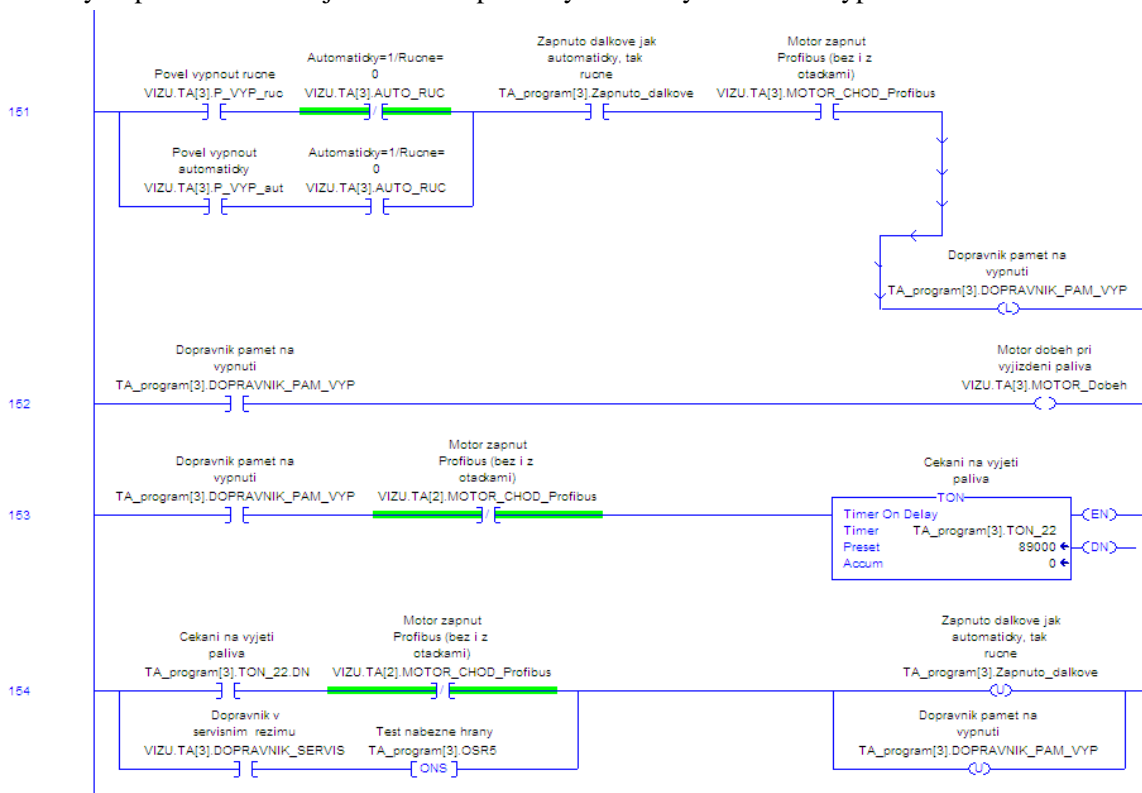 Povel vypnout rucne
VIZU.TA[3].P_VYP_ruc
Automaticky=1/Rucne=
0
VIZU.TA[3].AUTO_RUC
Zapnuto dalkove jak
automaticky, tak
rucne
TA_program[3].Zapnuto_dalkove
Motor zapnut
Profibus (bez i z
otackami)
VIZU.TA[3].MOTOR_CHOD_Profibus
151
Povel vypnout
automaticky
VIZU.TA[3].P_VYP_aut
Automaticky=1/Rucne=
0
VIZU.TA[3].AUTO_RUC
Dopravnik pamet na
vypnuti
TA_program[3].DOPRAVNIK_PAM_VYP
L
Dopravnik pamet na
vypnuti
TA_program[3].DOPRAVNIK_PAM_VYP
Motor dobeh pri
vyjizdeni paliva
VIZU.TA[3].MOTOR_Dobeh
152
Dopravnik pamet na
vypnuti
TA_program[3].DOPRAVNIK_PAM_VYP
Motor zapnut
Profibus (bez i z
otackami)
VIZU.TA[2].MOTOR_CHOD_Profibus
Cekani na vyjeti
paliva
153
TON
Timer On Delay
Timer TA_program[3].TON_22
Preset 89000
Accum 0
EN
DN
Cekani na vyjeti
paliva
TA_program[3].TON_22.DN
Motor zapnut
Profibus (bez i z
otackami)
VIZU.TA[2].MOTOR_CHOD_Profibus
Zapnuto dalkove jak
automaticky, tak
rucne
TA_program[3].Zapnuto_dalkove
154
U
Dopravnik v
servisnim rezimu
VIZU.TA[3].DOPRAVNIK_SERVIS
Test nabezne hrany
TA_program[3].OSR5
ONS
Dopravnik pamet na
vypnuti
TA_program[3].DOPRAVNIK_PAM_VYP
U